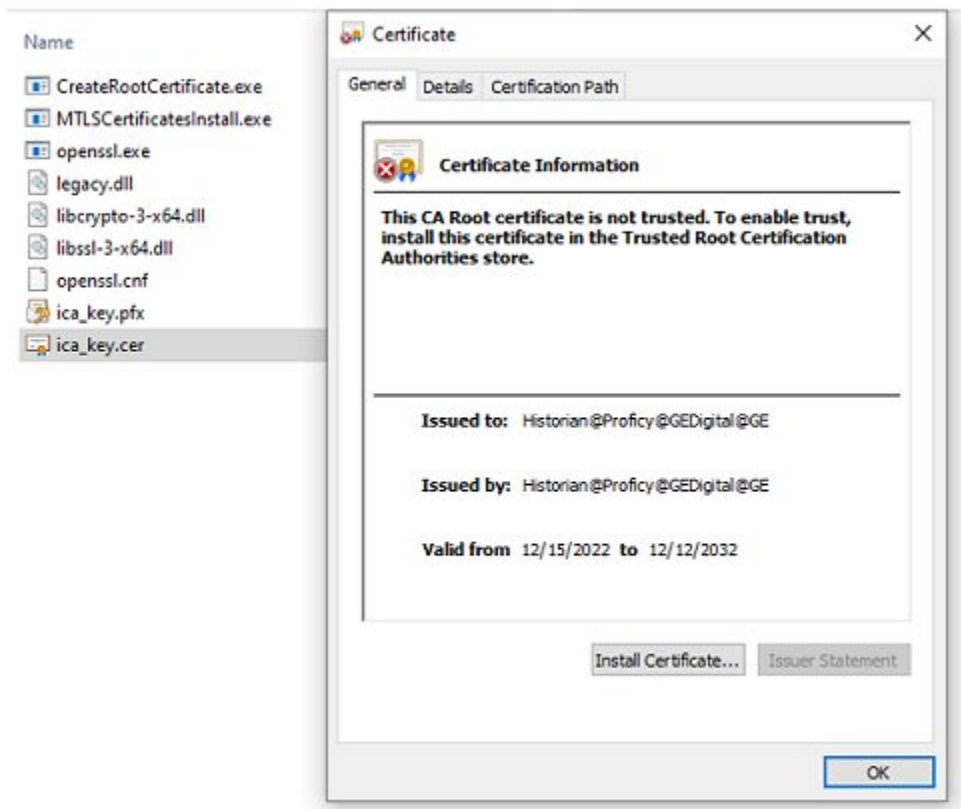 Name
CreateRootCertificate.exe
MTLSCertificatesInstall.exe
openssl.exe
legacy.dll
libcrypto-3-x64.dll
libssl-3-x64.dll
openssl.cnf
ica_key.pfx
ica_key.cer
Certificate
General Details Certification Path
Certificate Information
This CA Root certificate is not trusted. To enable trust,
install this certificate in the Trusted Root Certification
Authorities store.
Issued to: Historian@Proficy@GEDigital@GE
Issued by: Historian@Proficy@GEDigital@GE
Valid from 12/15/2022 to 12/12/2032
Install Certificate... Issuer Statement
OK